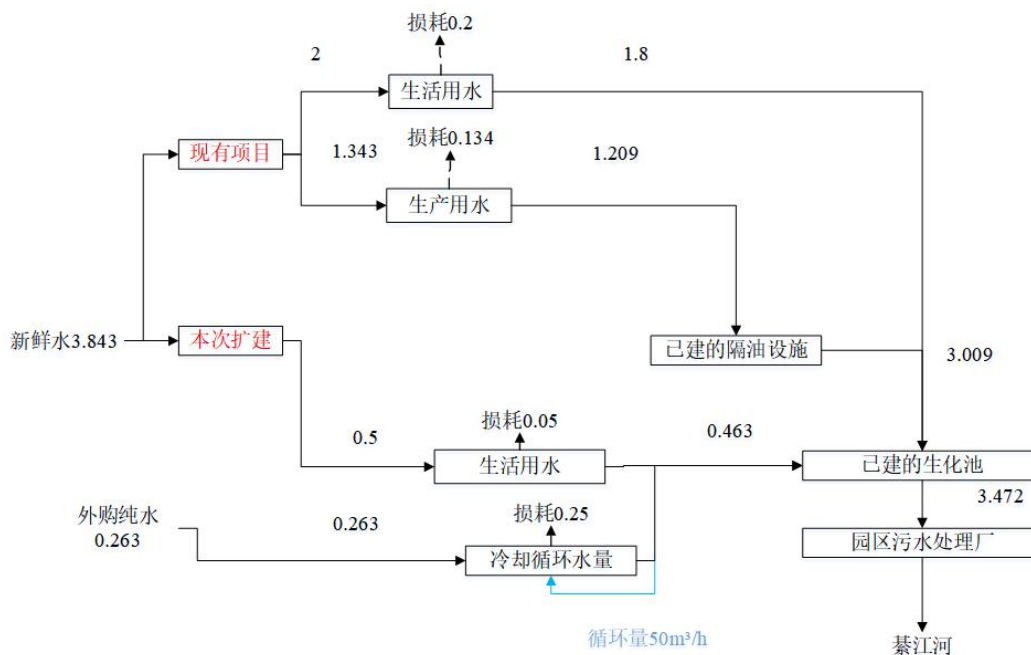 损耗0.2
2
1.8
生活用水
损耗0.134
现有项目
1.343
1.209
生产用水
新鲜水3.843
本次扩建
已建的隔油设施
3.009
损耗0.05
0.5
0.463
生活用水
已建的生化池
3.472
外购纯水
0.263
0.263
损耗0.25
冷却循环水量
园区污水处理厂
循环量50m³/h
綦江河